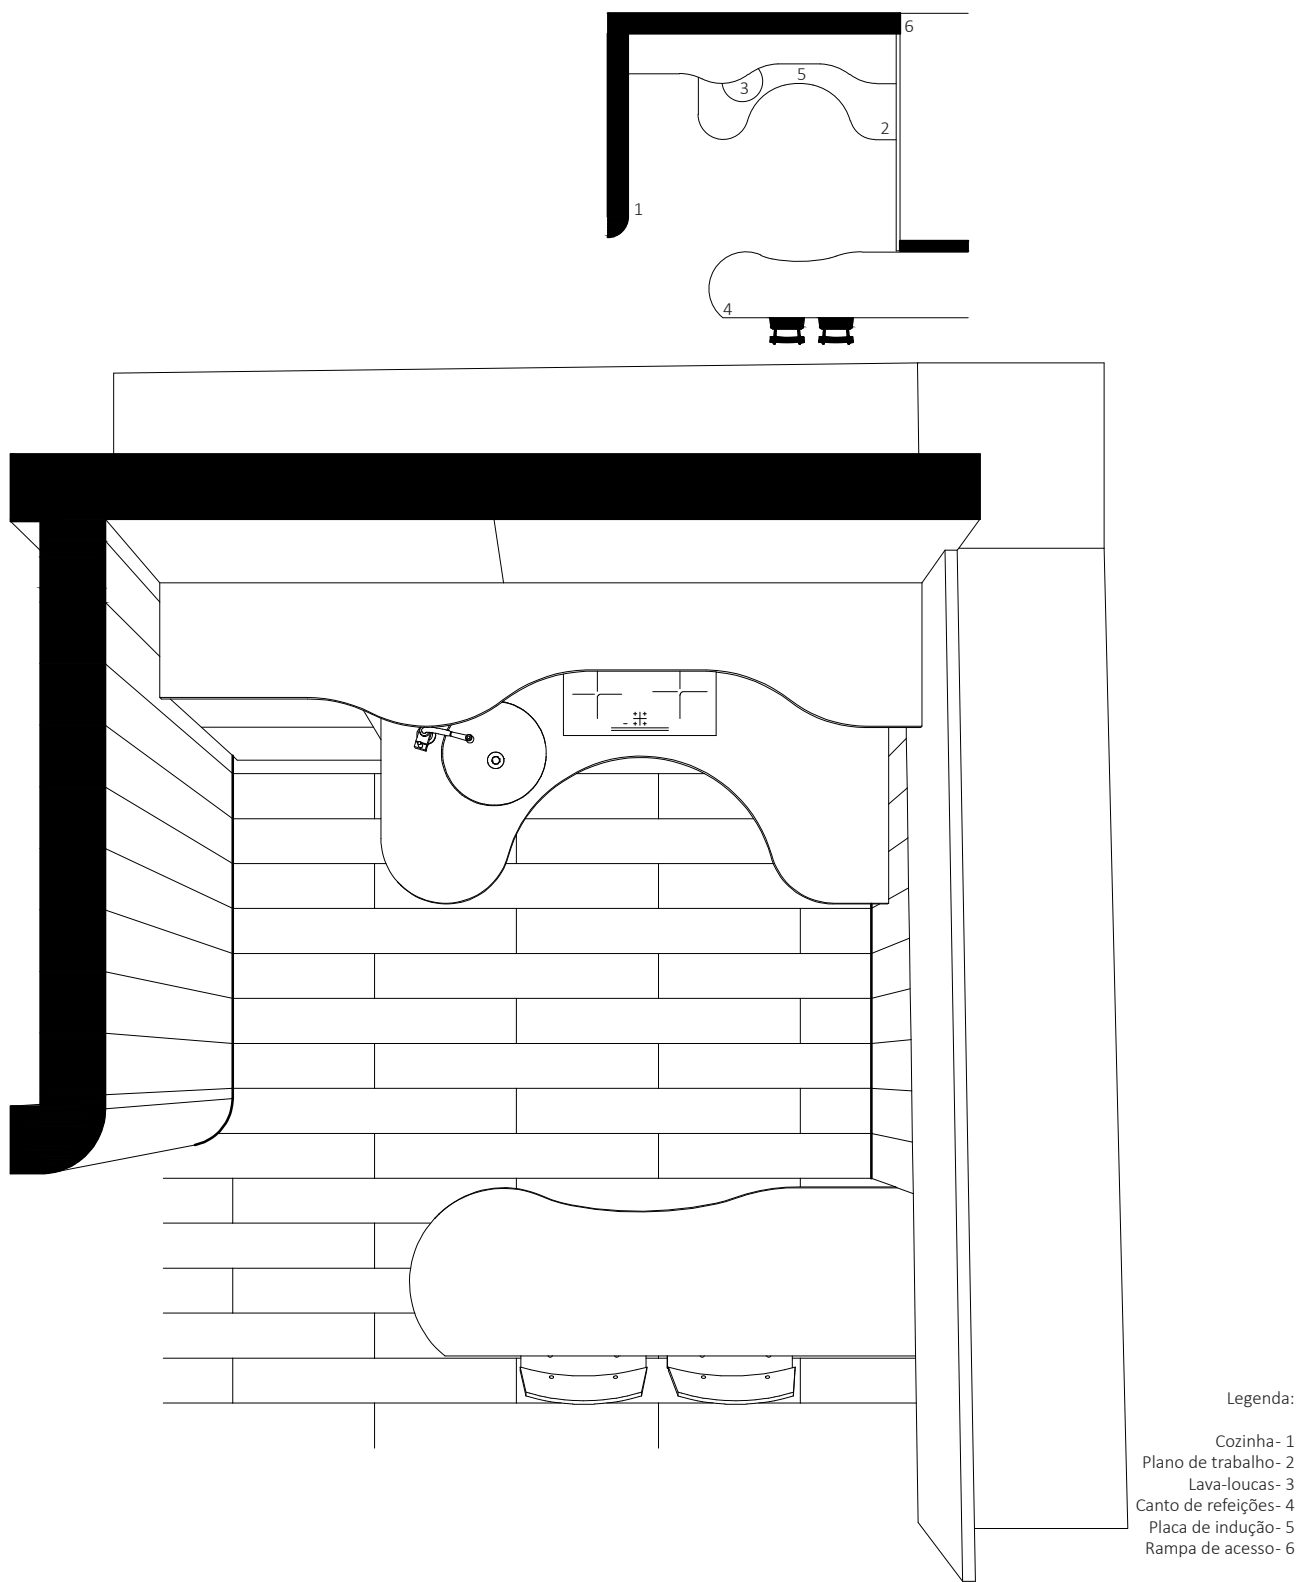 6
5
3
2
1
4
Legenda:
Cozinha- 1
Plano de trabalho- 2
Lava-loucas- 3
Canto de refeições- 4
Placa de indução- 5
Rampa de acesso- 6